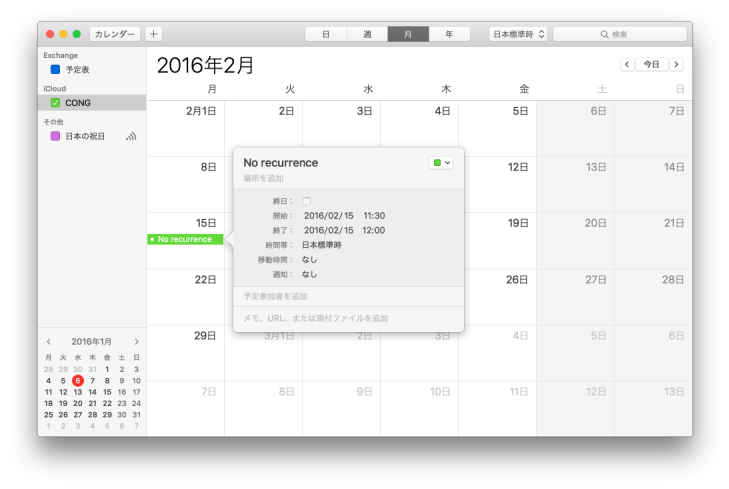 カレンダー +
日 週 月 年
日本標準時
検索
Exchange
予定表
iCloud
CONG
その他
日本の祝日
2016年2月
今日
月 火 水 木 金 土 日
2月1日 2日 3日 4日 5日 6日 7日
8日 12日 13日 14日
15日 19日 20日 21日
No recurrence
22日 26日 27日 28日
29日 3月1日 2日 3日 4日 5日 6日
7日 8日 9日 10日 11日 12日 13日
No recurrence
場所を追加
終日：
開始： 2016/02/15 11:30
終了： 2016/02/15 12:00
時間帯： 日本標準時
移動時間： なし
通知： なし
予定参加者を追加
メモ、URL、または添付ファイルを追加
2016年1月
月 火 水 木 金 土 日
28 29 30 31 1 2 3
4 5 6 7 8 9 10
11 12 13 14 15 16 17
18 19 20 21 22 23 24
25 26 27 28 29 30 31
1 2 3 4 5 6 7